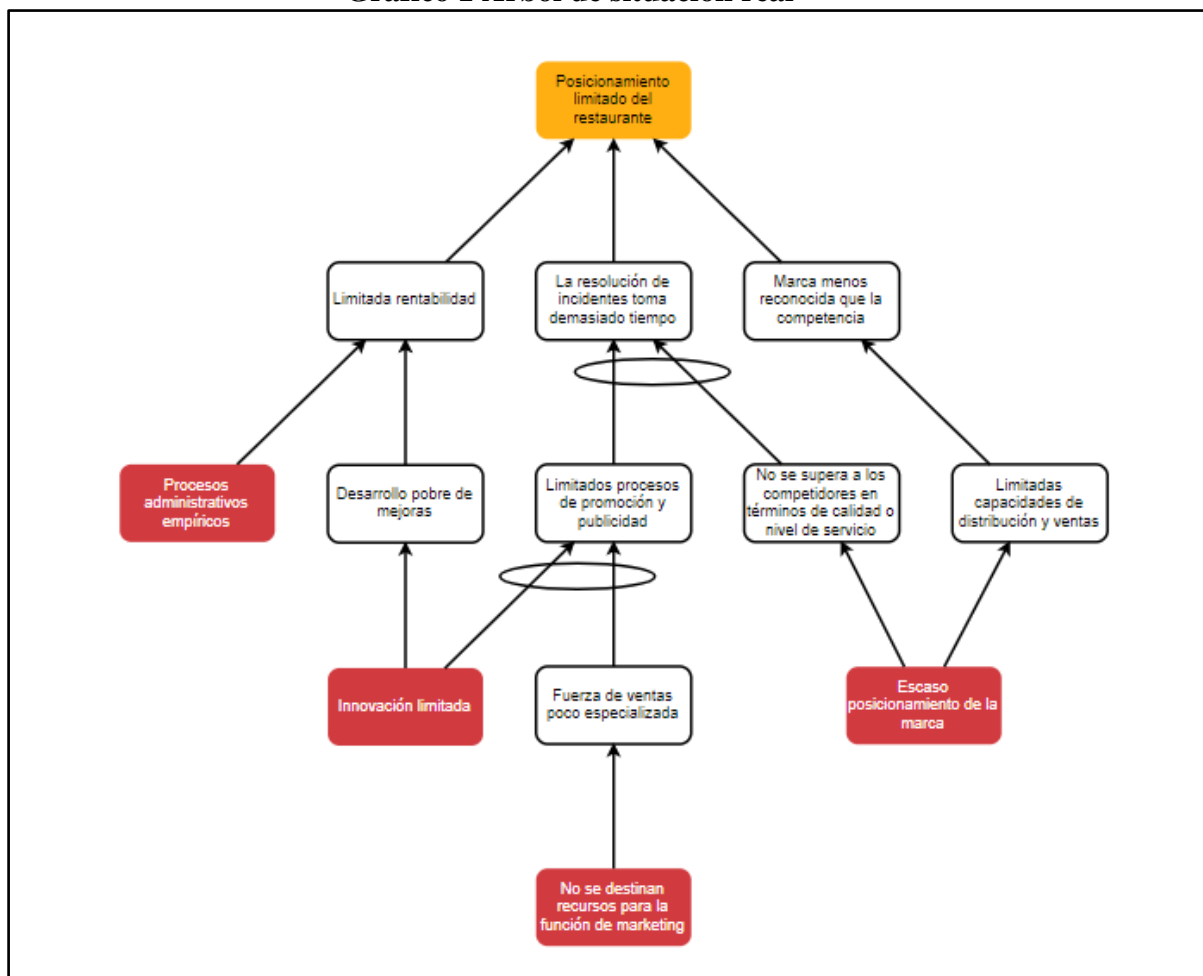 Gráfico 1 Árbol de situación real
Posicionamiento
limitado del
restaurante
Limitada rentabilidad
La resolución de
incidentes toma
demasiado tiempo
Marca menos
reconocida que la
competencia
Procesos
administrativos
empíricos
Desarrollo pobre de
mejoras
Limitados procesos
de promoción y
publicidad
No se supera a los
competidores en
términos de calidad o
nivel de servicio
Limitadas
capacidades de
distribución y ventas
Innovación limitada
Fuerza de ventas
poco especializada
Escaso
posicionamiento de la
marca
No se destinan
recursos para la
función de marketing